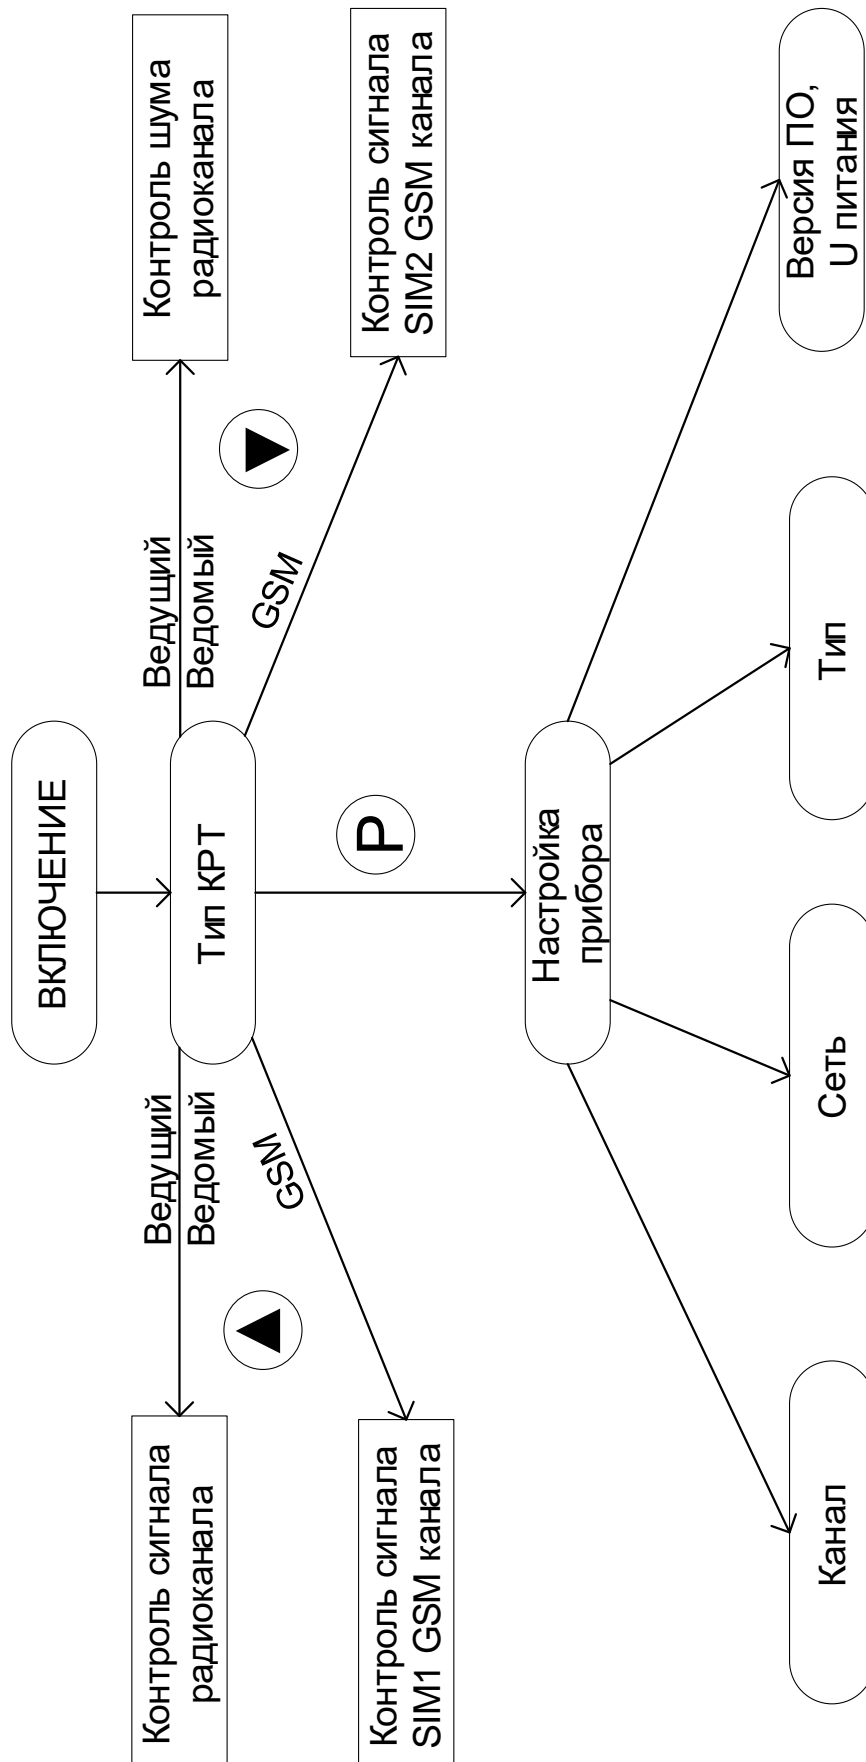 ВКЛЮЧЕНИЕ
Контроль сигнала
радиоканала
Ведущий
Ведомый
Тип КРТ
Ведущий
Ведомый
Контроль шума
радиоканала
Контроль сигнала
SIM1 GSM канала
GSM
P
GSM
Контроль сигнала
SIM2 GSM канала
Настройка
прибора
Канал
Сеть
Тип
Версия ПО,
U питания